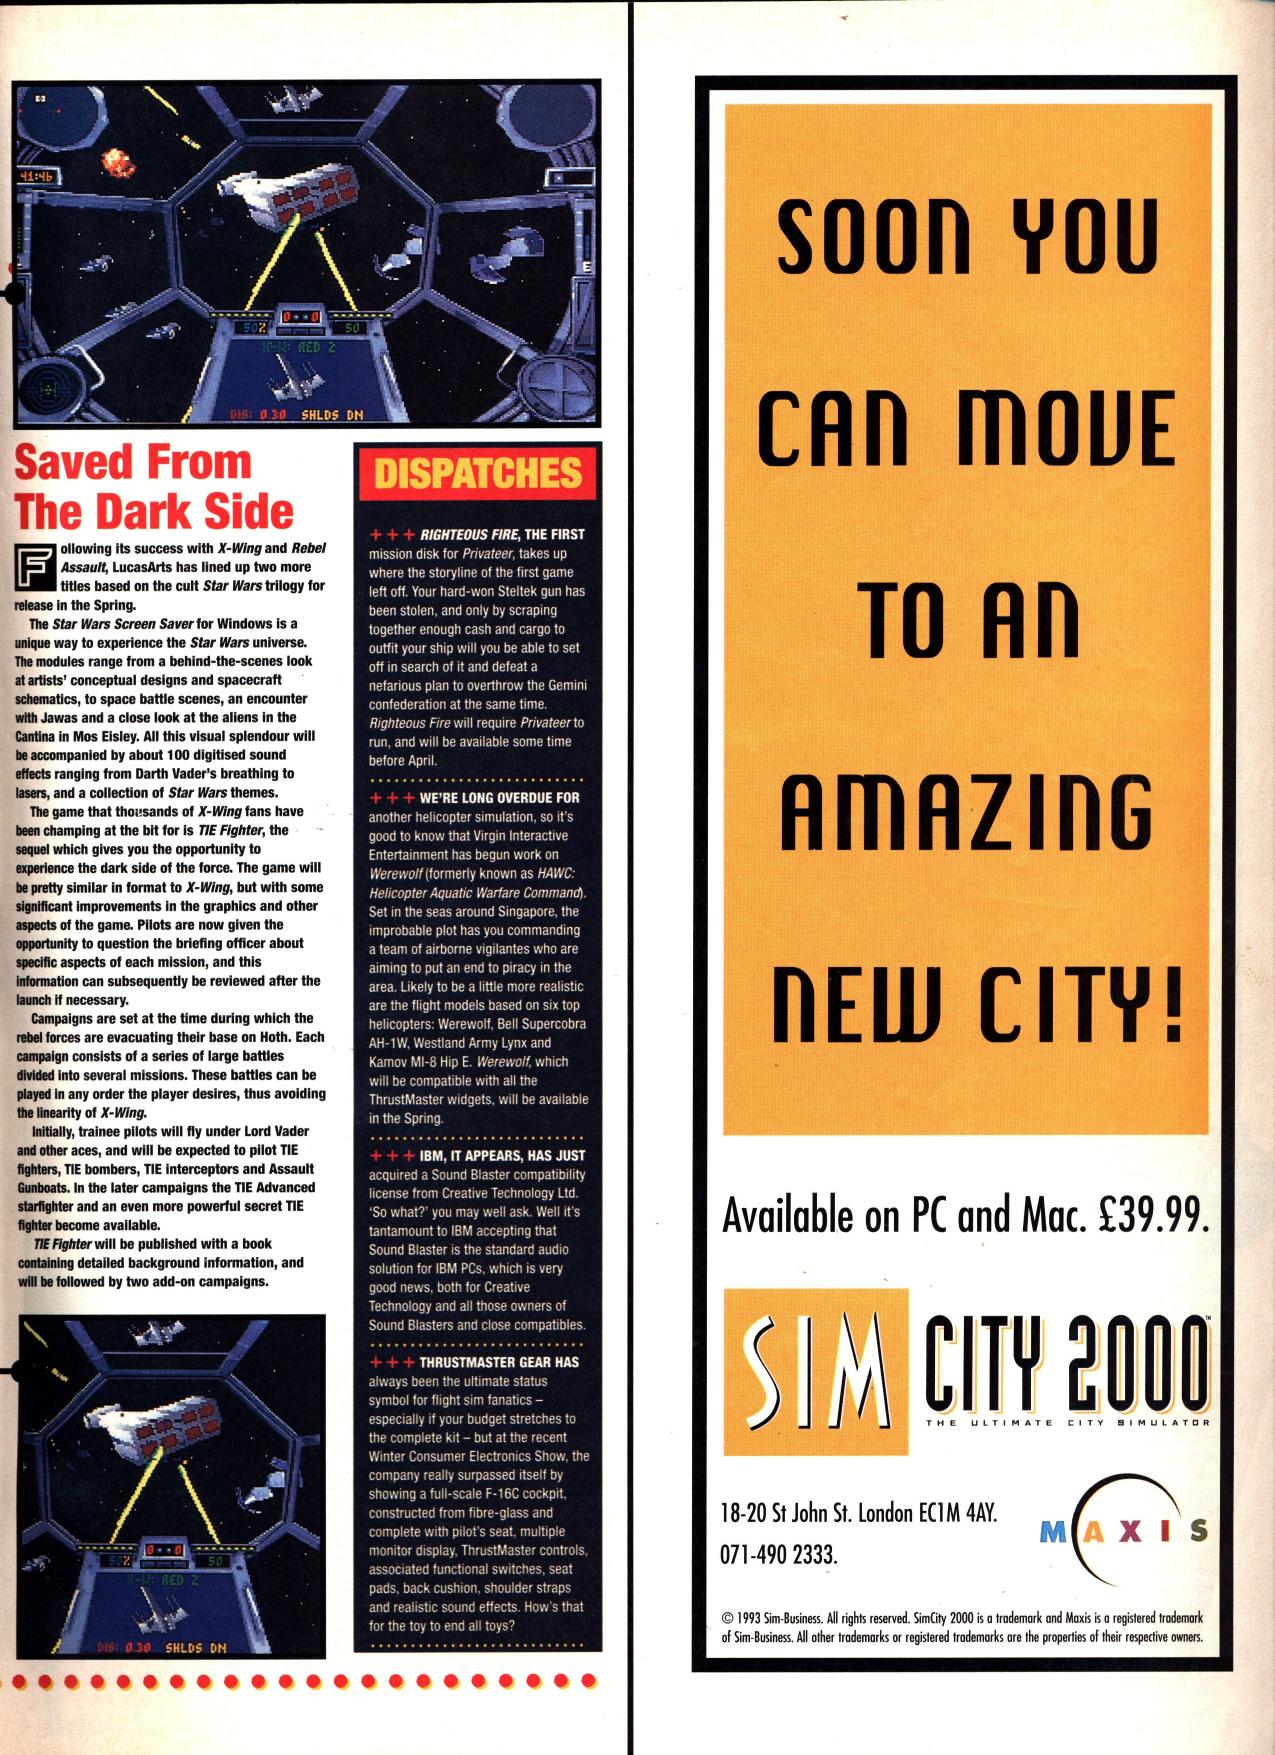 41:46
E
50%
0 0
50
X-W: RED 2
DIS: 0.30 SHLDS DN
Saved From
The Dark Side
Following its success with X-Wing and Rebel
Assault, LucasArts has lined up two more
titles based on the cult Star Wars trilogy for
release in the Spring.
The Star Wars Screen Saver for Windows is a
unique way to experience the Star Wars universe.
The modules range from a behind-the-scenes look
at artists' conceptual designs and spacecraft
schematics, to space battle scenes, an encounter
with Jawas and a close look at the aliens in the
Cantina in Mos Eisley. All this visual splendour will
be accompanied by about 100 digitised sound
effects ranging from Darth Vader's breathing to
lasers, and a collection of Star Wars themes.
The game that thousands of X-Wing fans have
been champing at the bit for is TIE Fighter, the
sequel which gives you the opportunity to
experience the dark side of the force. The game will
be pretty similar in format to X-Wing, but with some
significant improvements in the graphics and other
aspects of the game. Pilots are now given the
opportunity to question the briefing officer about
specific aspects of each mission, and this
information can subsequently be reviewed after the
launch if necessary.
Campaigns are set at the time during which the
rebel forces are evacuating their base on Hoth. Each
campaign consists of a series of large battles
divided into several missions. These battles can be
played in any order the player desires, thus avoiding
the linearity of X-Wing.
Initially, trainee pilots will fly under Lord Vader
and other aces, and will be expected to pilot TIE
fighters, TIE bombers, TIE interceptors and Assault
Gunboats. In the later campaigns the TIE Advanced
starfighter and an even more powerful secret TIE
fighter become available.
TIE Fighter will be published with a book
containing detailed background information, and
will be followed by two add-on campaigns.
50%
0 0
50
X-W: RED 2
DIS: 0.30 SHLDS DN
DISPATCHES
+ + + RIGHTEOUS FIRE, THE FIRST
mission disk for Privateer, takes up
where the storyline of the first game
left off. Your hard-won Steltek gun has
been stolen, and only by scraping
together enough cash and cargo to
outfit your ship will you be able to set
off in search of it and defeat a
nefarious plan to overthrow the Gemini
confederation at the same time.
Righteous Fire will require Privateer to
run, and will be available some time
before April.
+ + + WE'RE LONG OVERDUE FOR
another helicopter simulation, so it's
good to know that Virgin Interactive
Entertainment has begun work on
Werewolf (formerly known as HAWC:
Helicopter Aquatic Warfare Command).
Set in the seas around Singapore, the
improbable plot has you commanding
a team of airborne vigilantes who are
aiming to put an end to piracy in the
area. Likely to be a little more realistic
are the flight models based on six top
helicopters: Werewolf, Bell Supercobra
AH-1W, Westland Army Lynx and
Kamov MI-8 Hip E. Werewolf, which
will be compatible with all the
ThrustMaster widgets, will be available
in the Spring.
+ + + IBM, IT APPEARS, HAS JUST
acquired a Sound Blaster compatibility
license from Creative Technology Ltd.
'So what?' you may well ask. Well it's
tantamount to IBM accepting that
Sound Blaster is the standard audio
solution for IBM PCs, which is very
good news, both for Creative
Technology and all those owners of
Sound Blasters and close compatibles.
+ + + THRUSTMASTER GEAR HAS
always been the ultimate status
symbol for flight sim fanatics –
especially if your budget stretches to
the complete kit – but at the recent
Winter Consumer Electronics Show, the
company really surpassed itself by
showing a full-scale F-16C cockpit,
constructed from fibre-glass and
complete with pilot's seat, multiple
monitor display, ThrustMaster controls,
associated functional switches, seat
pads, back cushion, shoulder straps
and realistic sound effects. How's that
for the toy to end all toys?
SOON YOU
CAN MOVE
TO AN
AMAZING
NEW CITY!
Available on PC and Mac. £39.99.
SIM CITY 2000™
THE ULTIMATE CITY SIMULATOR
18-20 St John St. London EC1M 4AY.
071-490 2333.
MAXIS
© 1993 Sim-Business. All rights reserved. SimCity 2000 is a trademark and Maxis is a registered trademark
of Sim-Business. All other trademarks or registered trademarks are the properties of their respective owners.